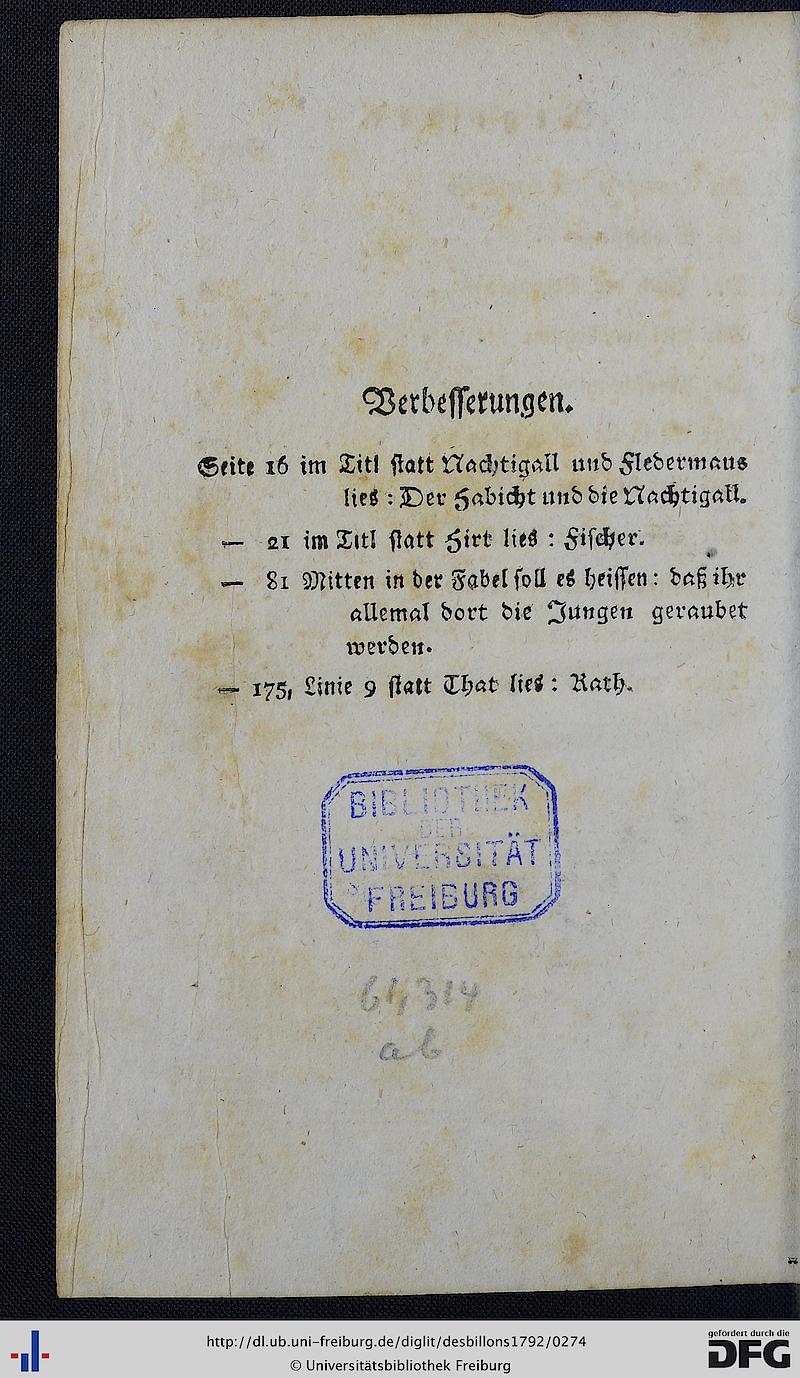 Verbeſſerungen.
Seite 16 im Titl ſtatt Nachtigall und Fledermaus
lies : Der Habicht und die Nachtigall.
— 21 im Titl ſtatt Hirt lies : Fiſcher.
— 81 Mitten in der Fabel ſoll es heiſſen : daß ihr
allemal dort die Jungen geraubet
werden.
— 175, Linie 9 ſtatt That lies : Rath.
BIBLIOTHEK
DER
UNIVERSITÄT
FREIBURG
ab
http://dl.ub.uni-freiburg.de/diglit/desbillons1792/0274
© Universitätsbibliothek Freiburg
gefördert durch die
DFG